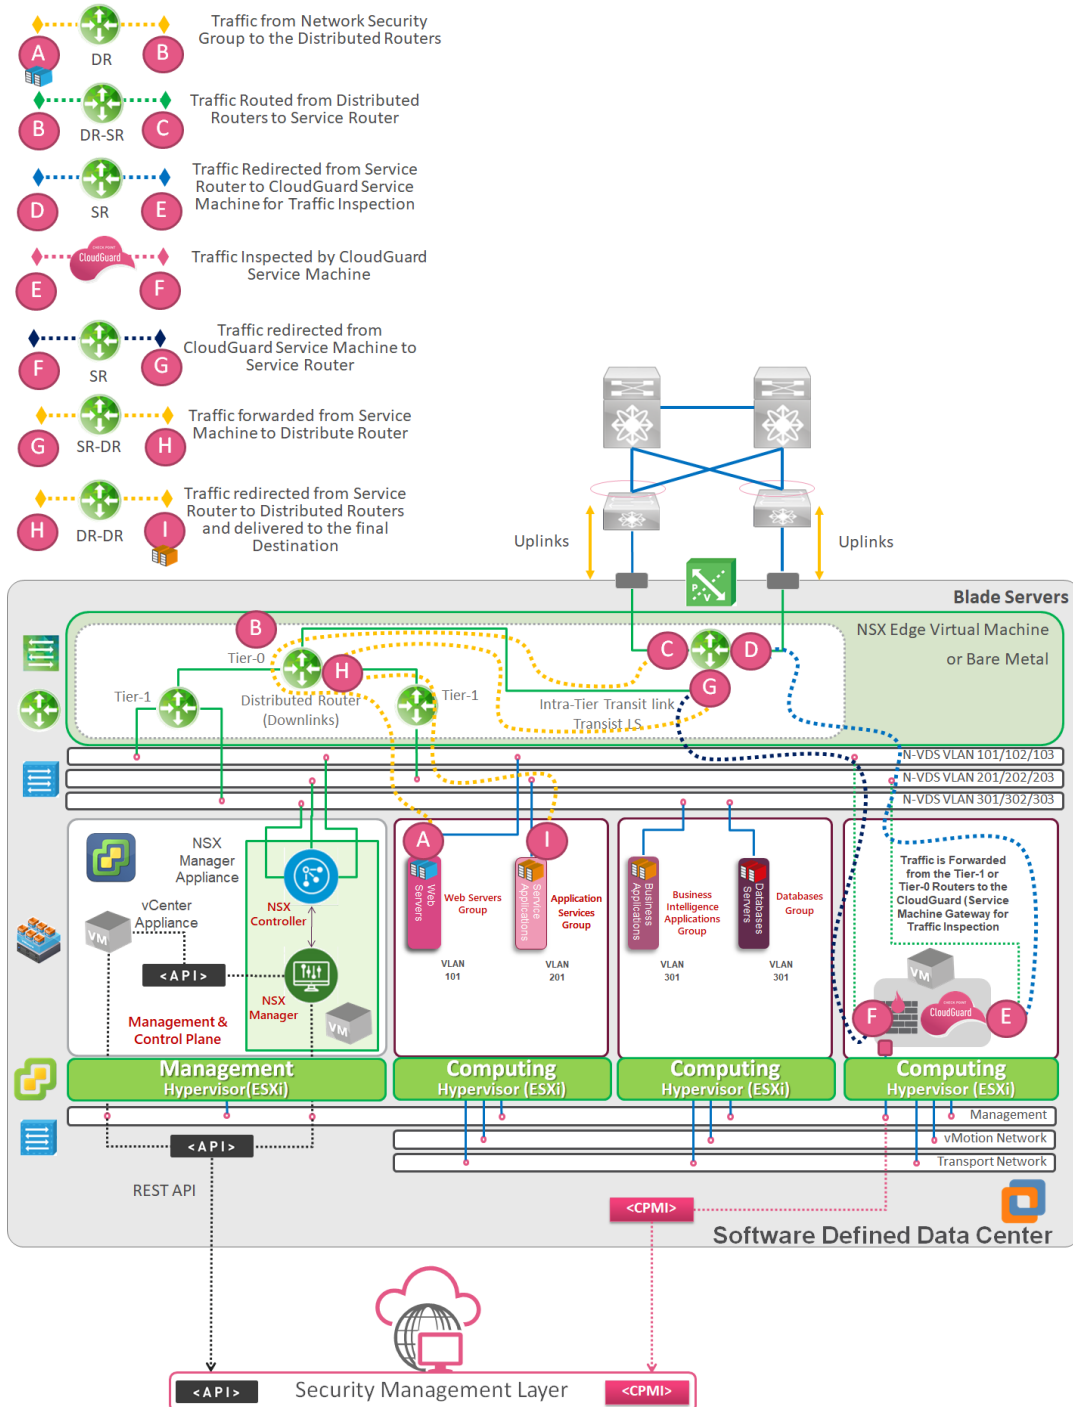 Traffic from Network Security
Group to the Distributed Routers
A
DR
B
Traffic Routed from Distributed
Routers to Service Router
B
DR-SR
C
Traffic Redirected from Service
Router to CloudGuard Service
Machine for Traffic Inspection
D
SR
E
CHECK POINT
CloudGuard
Traffic Inspected by CloudGuard
Service Machine
E
F
Traffic redirected from
CloudGuard Service Machine to
Service Router
F
SR
G
Traffic forwarded from Service
Machine to Distribute Router
G
SR-DR
H
Traffic redirected from Service
Router to Distributed Routers
and delivered to the final
Destination
H
DR-DR
I
Uplinks
Uplinks
P
V
Blade Servers
NSX Edge Virtual Machine
or Bare Metal
B
Tier-0
H
C
D
G
Tier-1
Distributed Router
(Downlinks)
Tier-1
Intra-Tier Transit link
Transist LS
N-VDS VLAN 101/102/103
N-VDS VLAN 201/202/203
N-VDS VLAN 301/302/303
NSX
Manager
Appliance
vCenter
Appliance
VM
NSX
Controller
<API>
NSX
Manager
VM
Management &
Control Plane
A
I
Web
Servers
Web Servers
Group
Service
Applications
Application
Services
Group
VLAN
101
VLAN
201
Business
Applications
Business
Intelligence
Applications
Group
Databases
Servers
Databases
Group
VLAN
301
VLAN
301
Traffic is Forwarded
from the Tier-1 or
Tier-0 Routers to the
CloudGuard (Service
Machine Gateway for
Traffic Inspection
VM
F
CHECK POINT
CloudGuard
E
Management
Hypervisor(ESXi)
Computing
Hypervisor (ESXi)
Computing
Hypervisor (ESXi)
Computing
Hypervisor (ESXi)
Management
vMotion Network
Transport Network
<API>
REST API
<CPMI>
Software Defined Data Center
<API>
Security Management Layer
<CPMI>